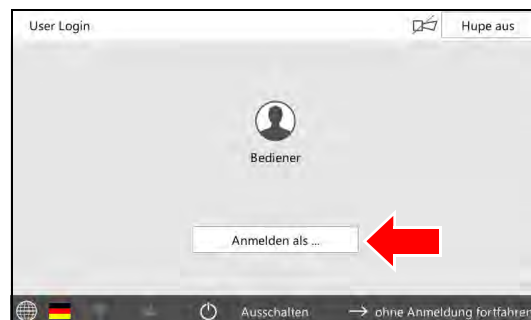 User Login
Hupe aus
Bediener
Anmelden als ...
Ausschalten
→ ohne Anmeldung fortfahren